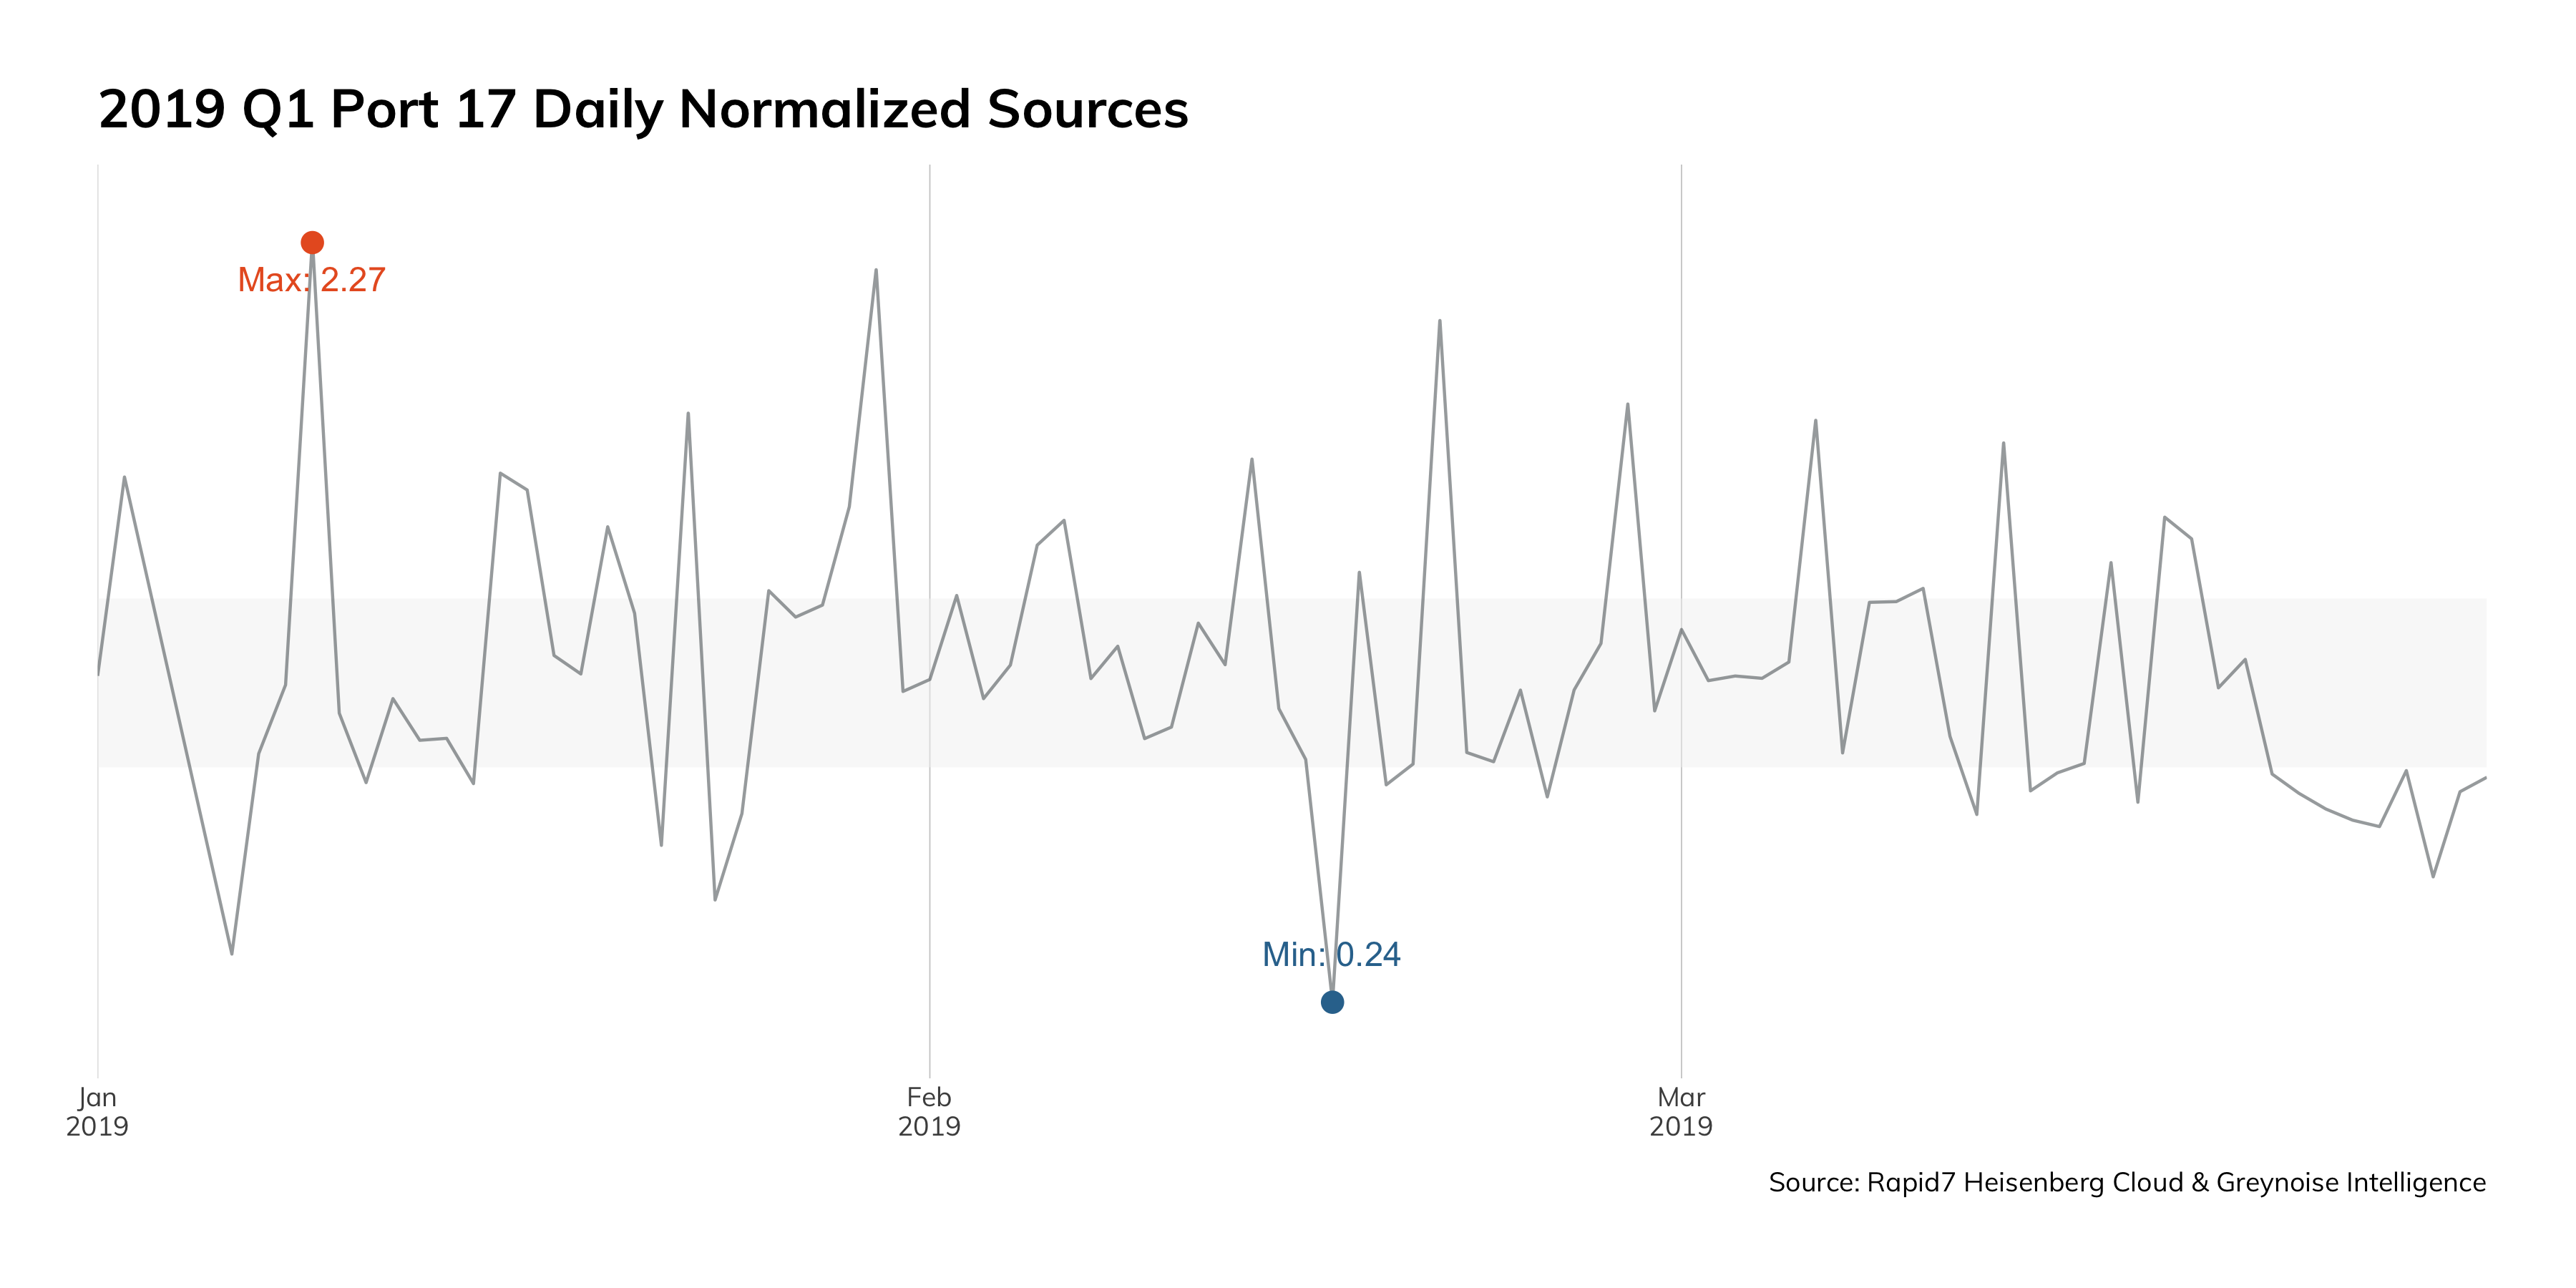 2019 Q1 Port 17 Daily Normalized Sources
Max: 2.27
Min: 0.24
Jan
2019
Feb
2019
Mar
2019
Source: Rapid7 Heisenberg Cloud & Greynoise Intelligence